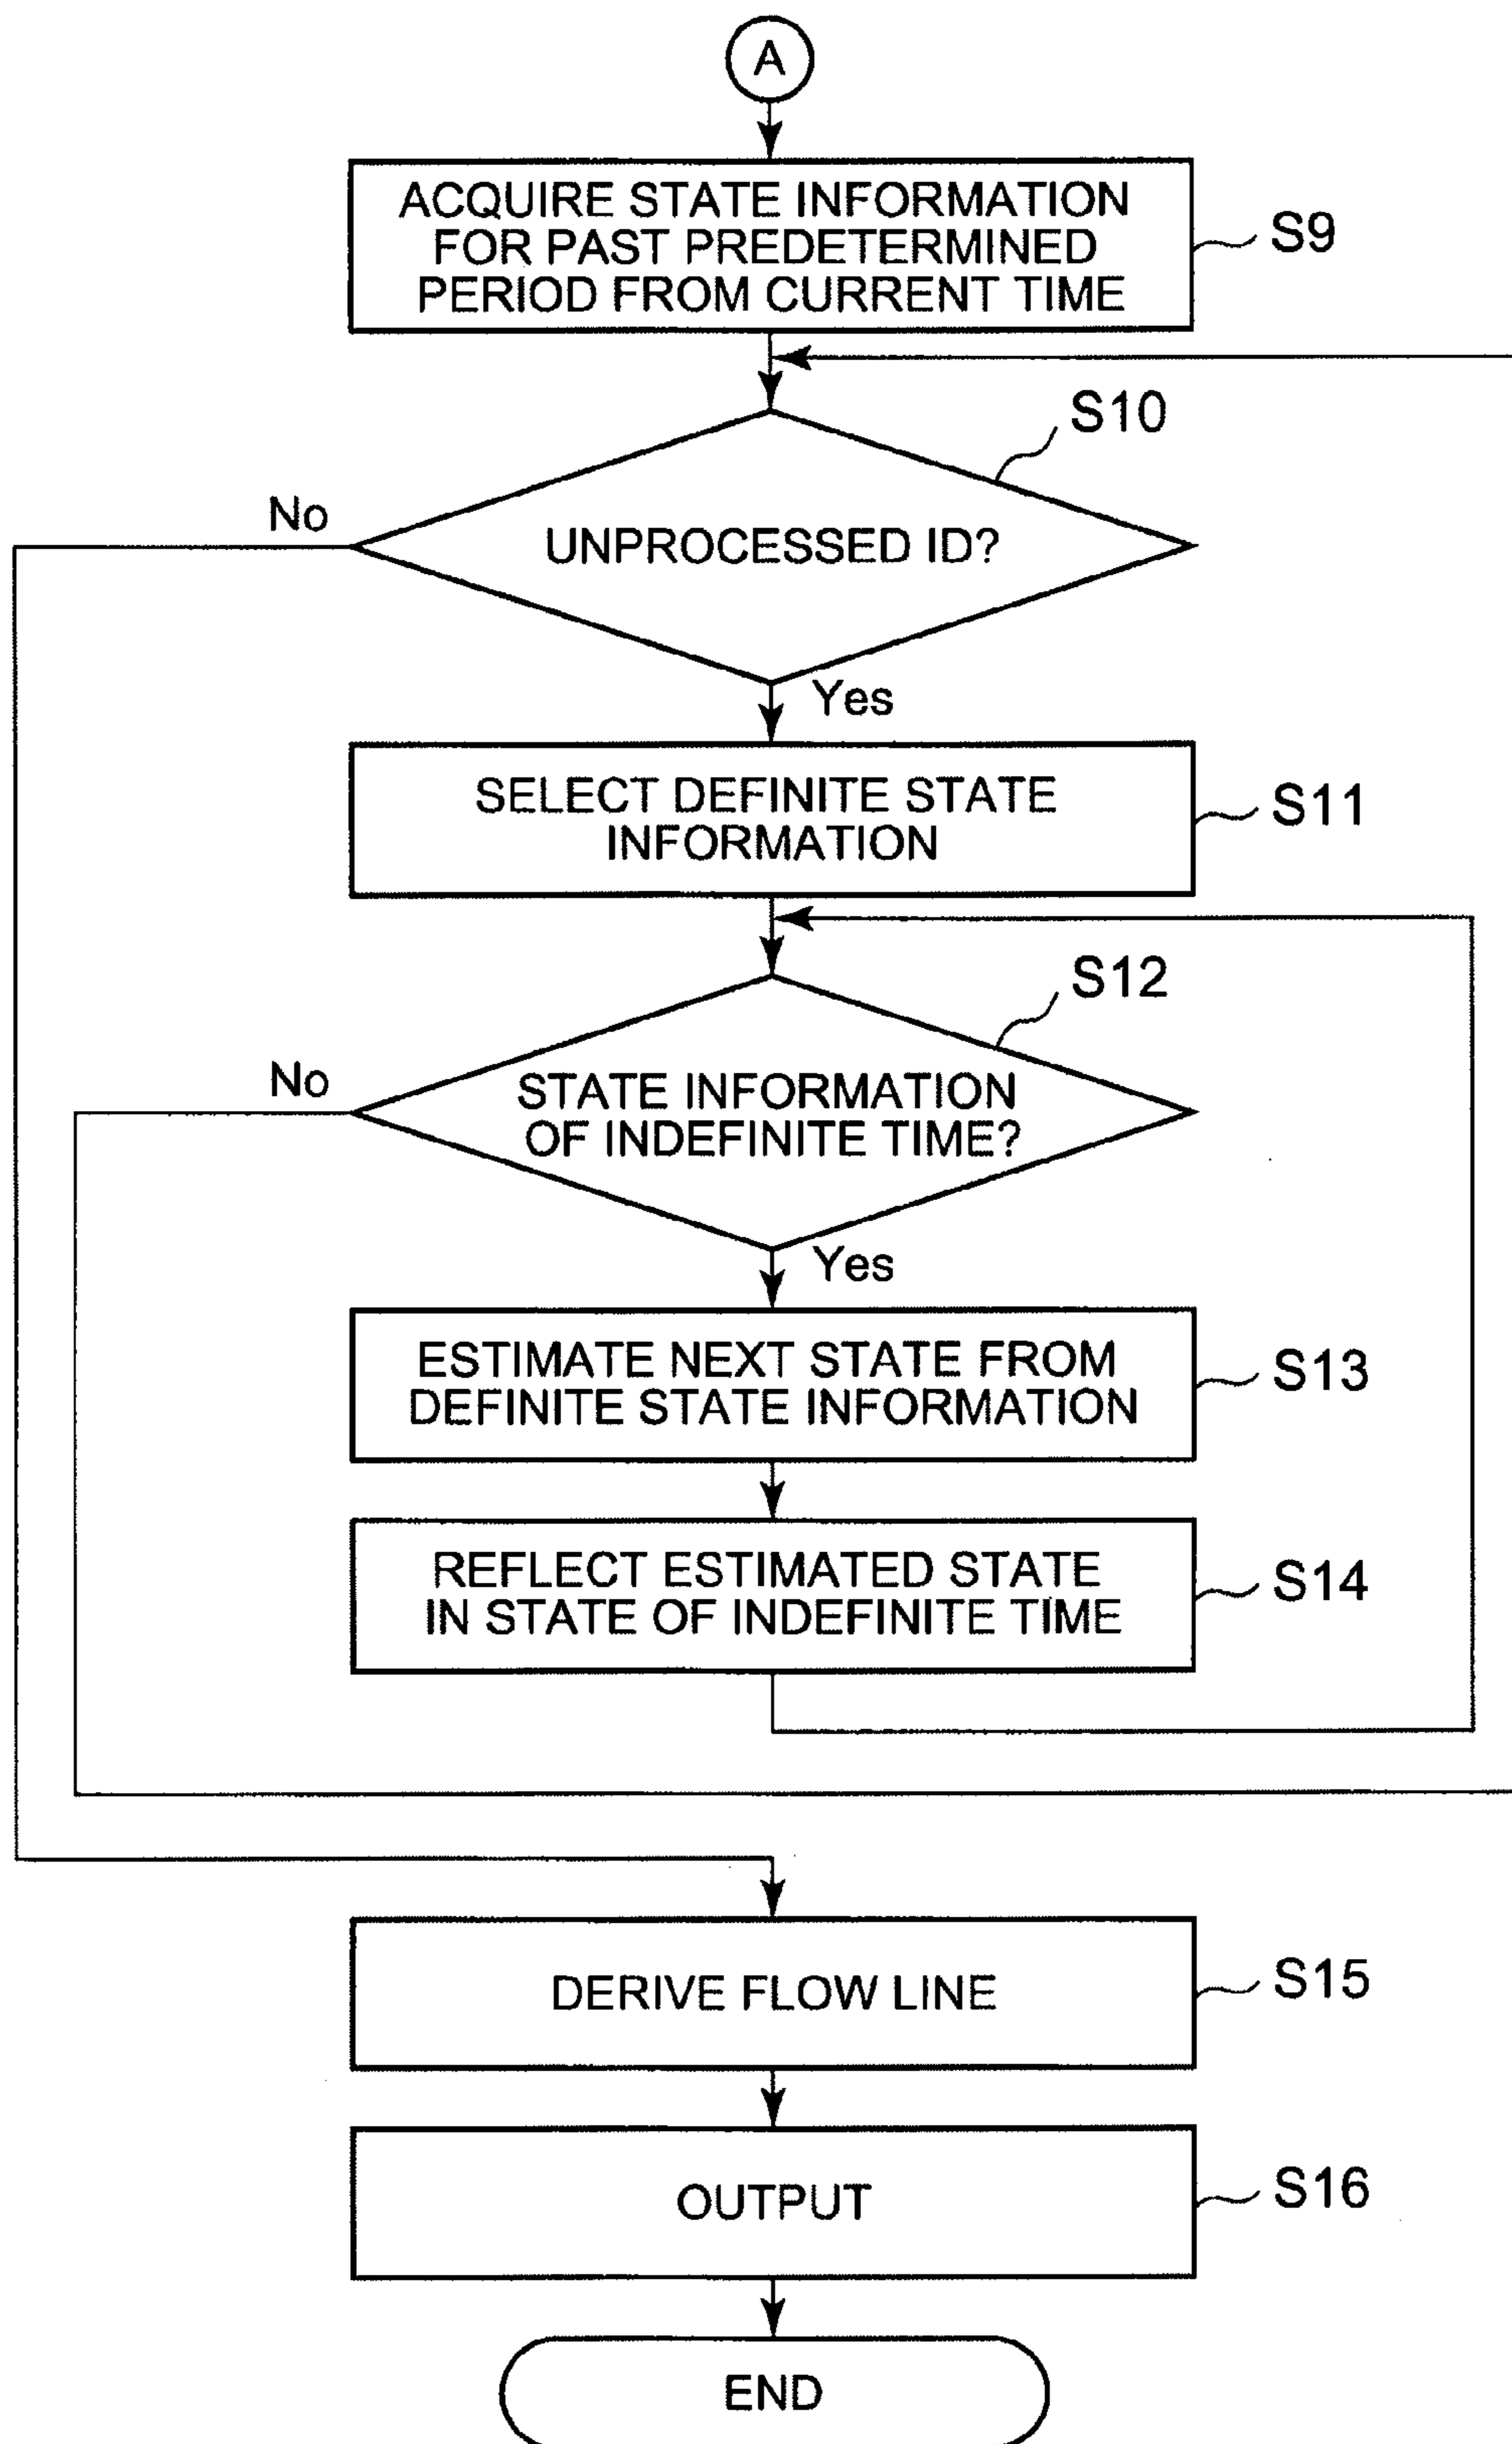 A
ACQUIRE STATE INFORMATION
FOR PAST PREDETERMINED
PERIOD FROM CURRENT TIME
S9
S10
No
UNPROCESSED ID?
Yes
SELECT DEFINITE STATE
INFORMATION
S11
S12
No
STATE INFORMATION
OF INDEFINITE TIME?
Yes
ESTIMATE NEXT STATE FROM
DEFINITE STATE INFORMATION
S13
REFLECT ESTIMATED STATE
IN STATE OF INDEFINITE TIME
S14
DERIVE FLOW LINE
S15
OUTPUT
S16
END